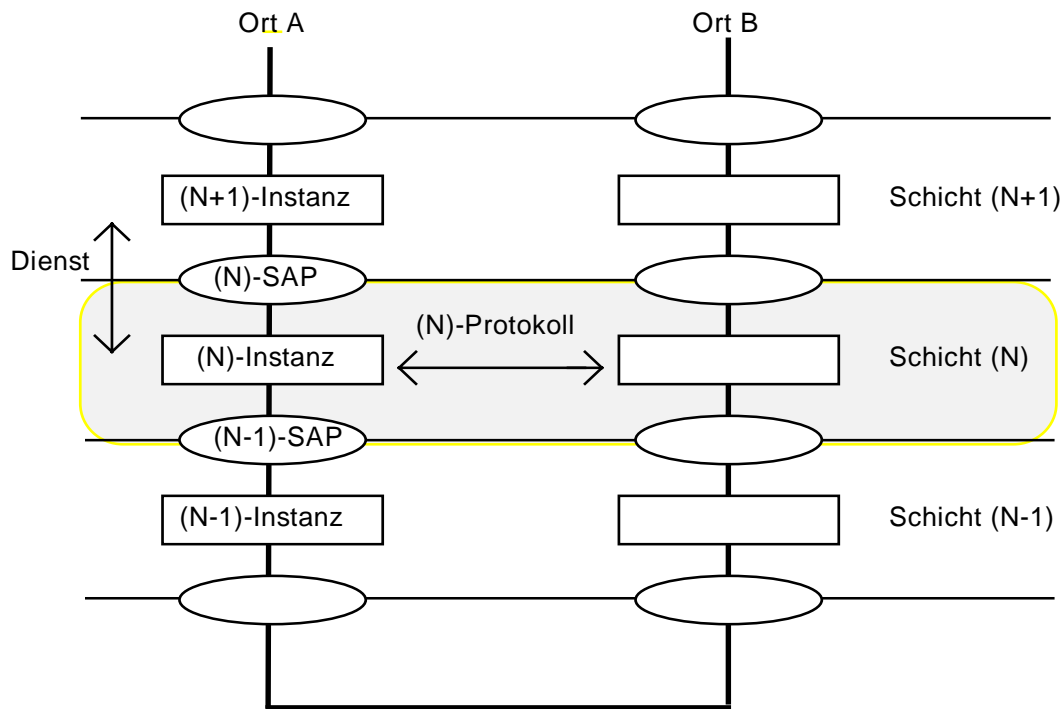 Ort A
Ort B
(N+1)-Instanz
Schicht (N+1)
Dienst
(N)-SAP
(N)-Protokoll
(N)-Instanz
Schicht (N)
(N-1)-SAP
(N-1)-Instanz
Schicht (N-1)